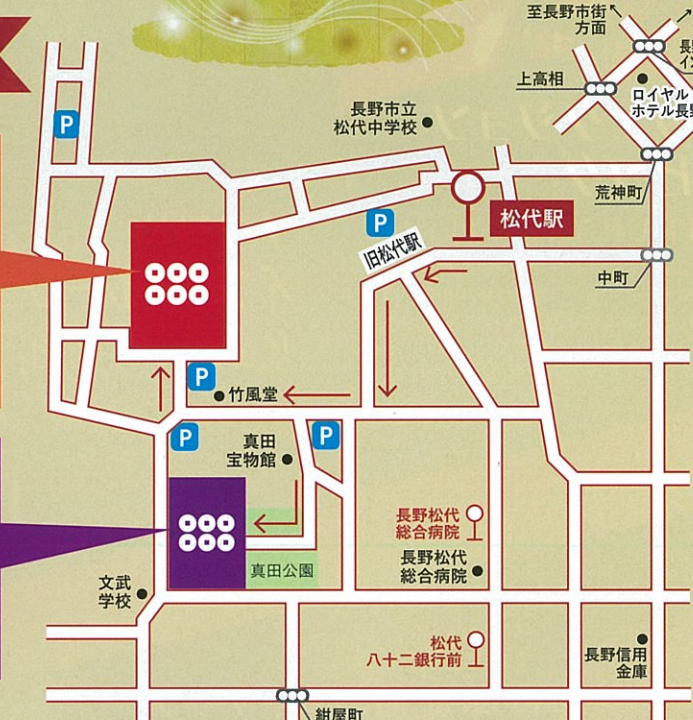 至長野市街
方面
上高相
ロイヤル
ホテル長野
長野市立
松代中学校
荒神町
P
P
松代駅
旧松代駅
中町
P
竹風堂
P
P
真田
宝物館
長野松代
総合病院
長野松代
総合病院
真田公園
文武
学校
松代
八十二銀行前
長野信用
金庫
紺屋町